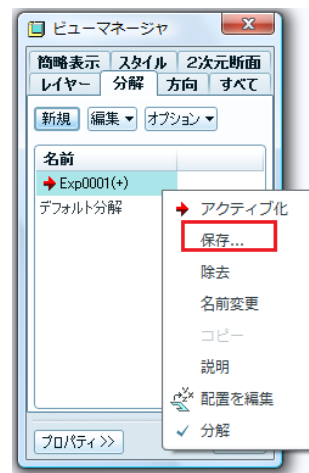 ビューマネージャ
簡略表示 スタイル 2次元断面
レイヤー 分解 方向 すべて
新規 編集 オプション
名前
Exp0001(+)
デフォルト分解
アクティブ化
保存...
除去
名前変更
コピー
説明
配置を編集
分解
プロパティ >>